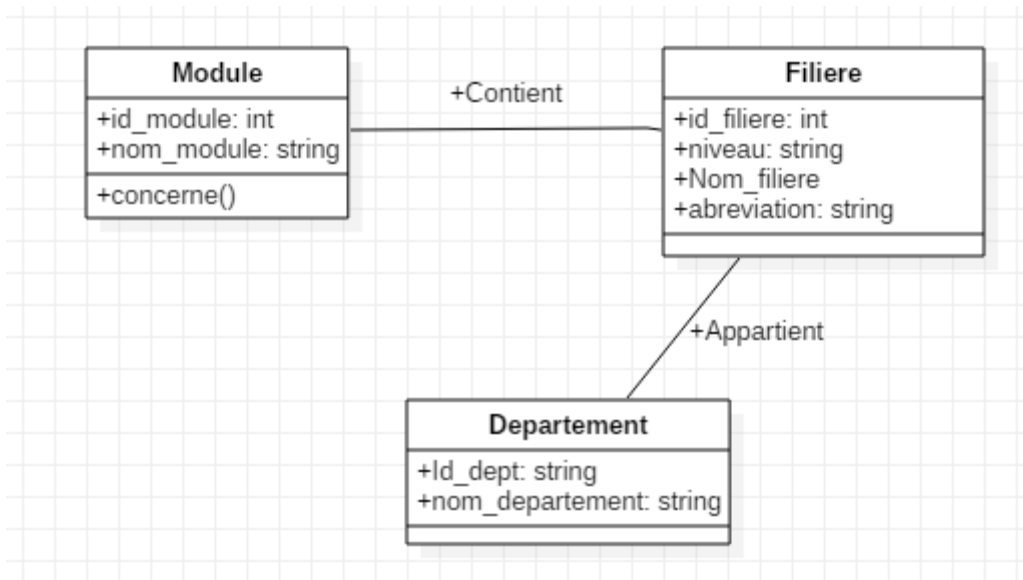 Module
+id_module: int
+nom_module: string
+concerne()
+Contient
Filiere
+id_filiere: int
+niveau: string
+Nom_filiere
+abreviation: string
+Appartient
Departement
+Id_dept: string
+nom_departement: string